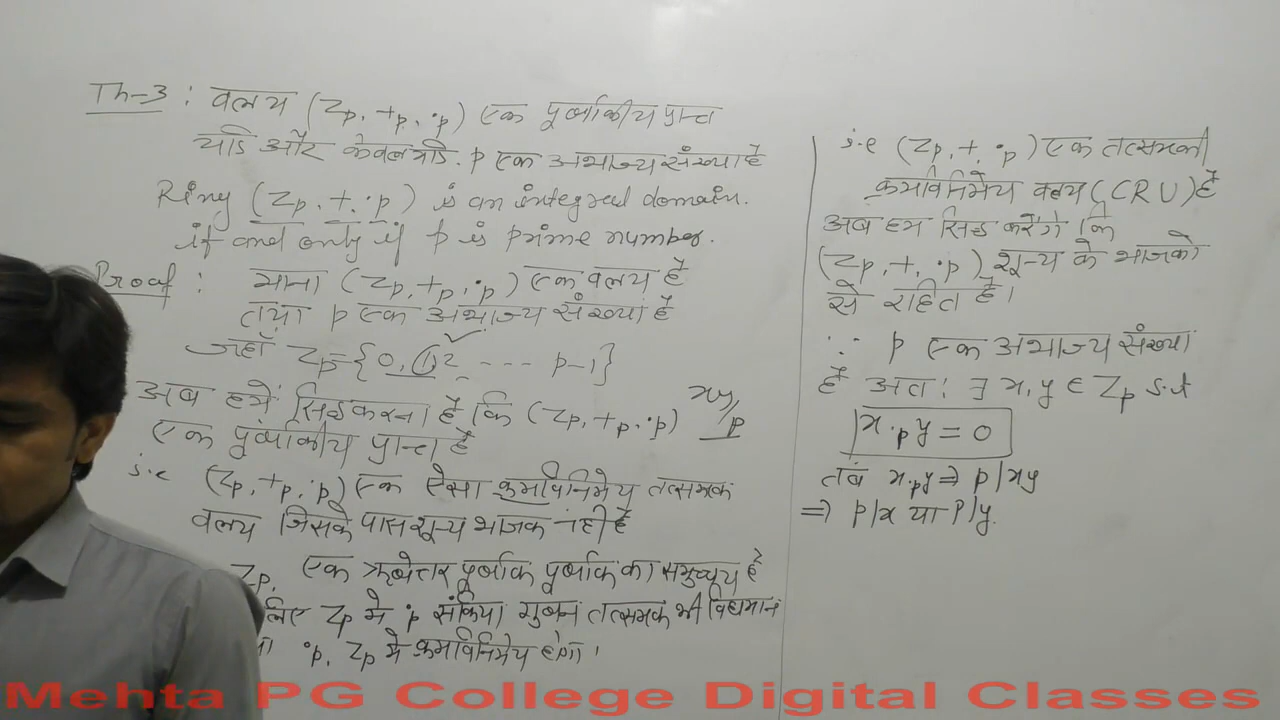 Th-3 : वलय (Zp, +p, ·p) एक पूर्णांकीय प्रान्त
यदि और केवल यदि p एक अभाज्य संख्या है
Ring (Zp, +, ·p) is an integral domain.
if and only if p is prime number.
Proof : माना (Zp, +p, ·p) एक वलय है
तथा p एक अभाज्य संख्या है
जहाँ Zp = {0, 1, 2 - - - - p-1}
अब हमें सिद्ध करना है कि (Zp, +p, ·p)
xy/p
एक पूर्णांकीय प्रान्त है
i.e (Zp, +p, ·p) एक ऐसा क्रमविनिमेय तत्समक
वलय जिसके पास शून्य भाजक नहीं है
Zp, एक ऋणेत्तर पूर्णांक पूर्णांक का समुच्चय है
लिए Zp मे ·p संक्रिया गुणन तत्समक भी विद्यमान
·p, Zp मे क्रमविनिमेय होगा।
i.e (Zp, +, ·p) एक तत्समकी
क्रमविनिमेय वलय (CRU) है
अब हम सिद्ध करेंगे कि
(Zp, +, ·p) शून्य के भाजको
से रहित है।
∵ p एक अभाज्य संख्या
है अतः ∃ x, y ∈ Zp s.t
x ·p y = 0
तब x ·p y ⇒ p/xy
⇒ p/x या p/y.
Mehta PG College Digital Classes